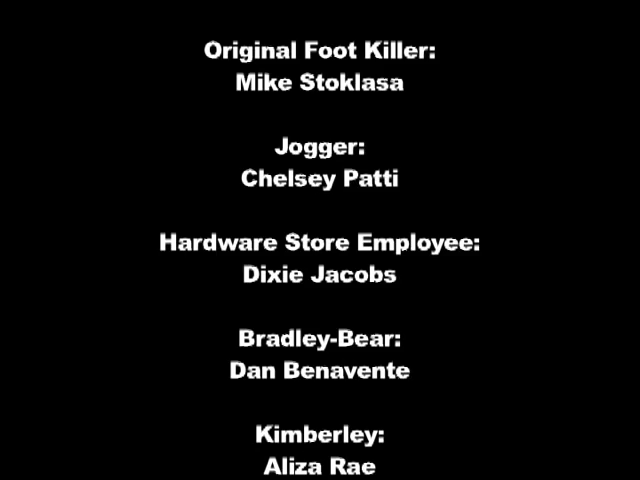 Original Foot Killer:
Mike Stoklasa
Jogger:
Chelsey Patti
Hardware Store Employee:
Dixie Jacobs
Bradley-Bear:
Dan Benavente
Kimberley:
Aliza Rae